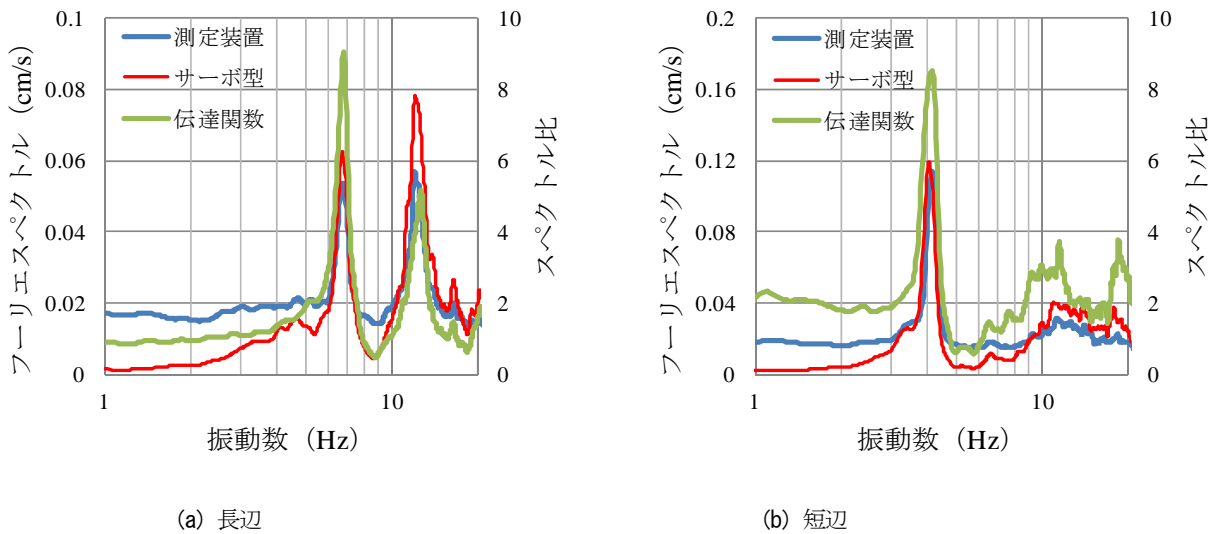 測定装置
サーボ型
伝達関数
フーリエスペクトル (cm/s)
0.1
0.08
0.06
0.04
0.02
0
10
8
6
4
2
0
スペクトル比
1
10
振動数 (Hz)
(a) 長辺
測定装置
サーボ型
伝達関数
フーリエスペクトル (cm/s)
0.2
0.16
0.12
0.08
0.04
0
10
8
6
4
2
0
スペクトル比
1
10
振動数 (Hz)
(b) 短辺